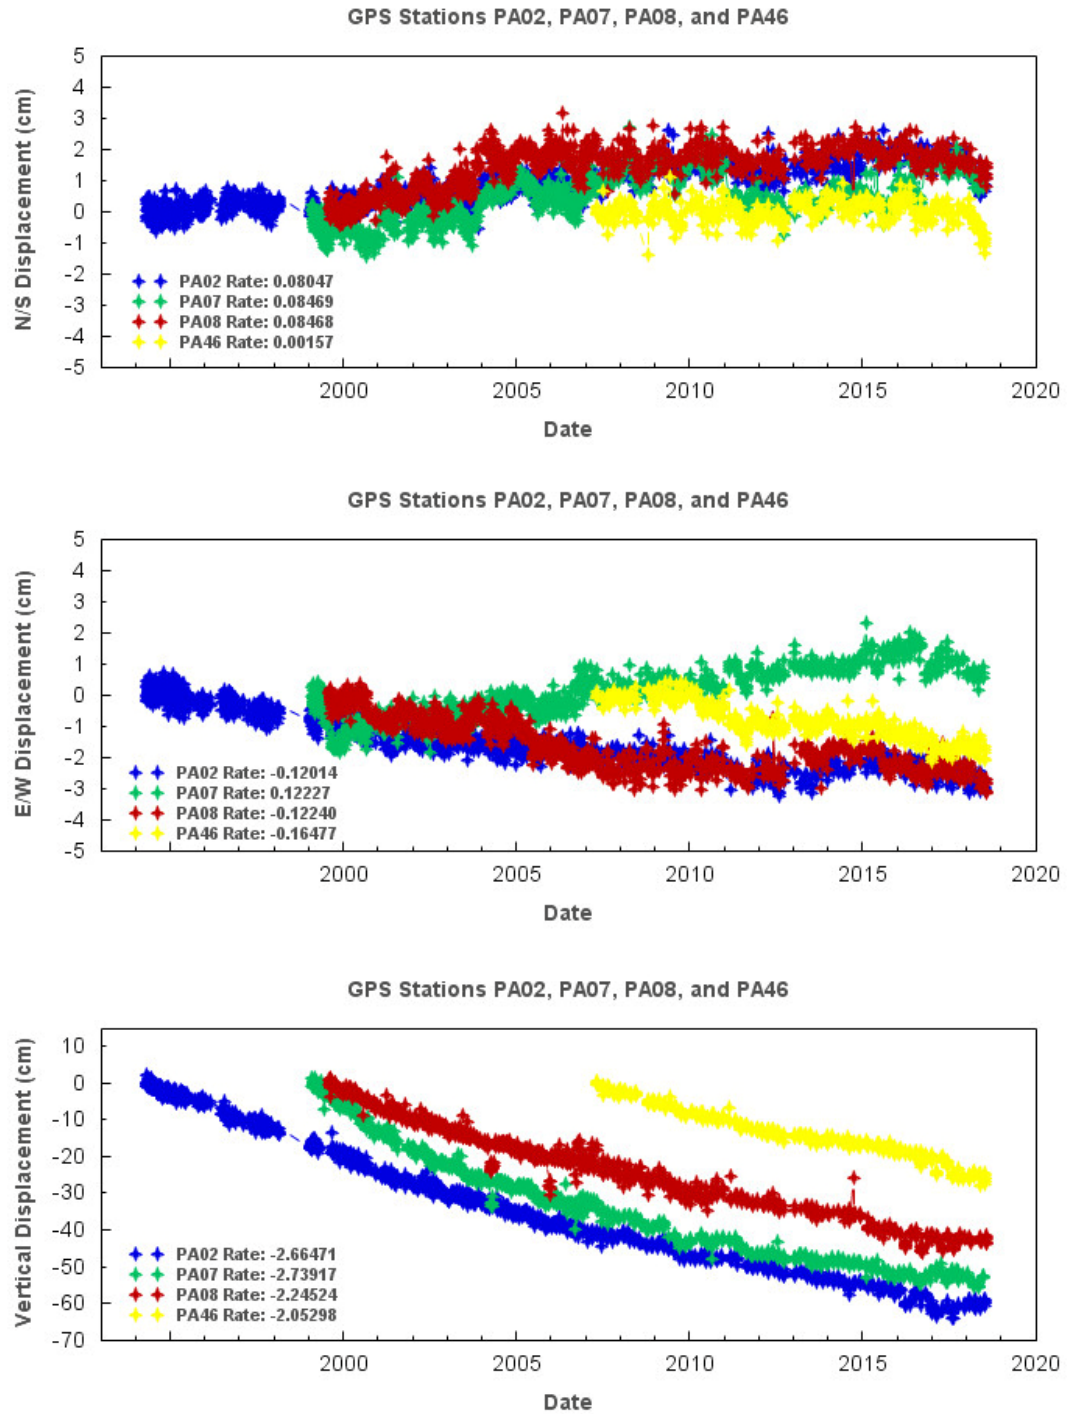 GPS Stations PA02, PA07, PA08, and PA46
N/S Displacement (cm)
5
4
3
2
1
0
-1
-2
-3
-4
-5
PA02 Rate: 0.08047
PA07 Rate: 0.08469
PA08 Rate: 0.08468
PA46 Rate: 0.00157
2000 2005 2010 2015 2020
Date
GPS Stations PA02, PA07, PA08, and PA46
E/W Displacement (cm)
5
4
3
2
1
0
-1
-2
-3
-4
-5
PA02 Rate: -0.12014
PA07 Rate: 0.12227
PA08 Rate: -0.12240
PA46 Rate: -0.16477
2000 2005 2010 2015 2020
Date
GPS Stations PA02, PA07, PA08, and PA46
Vertical Displacement (cm)
10
0
-10
-20
-30
-40
-50
-60
-70
PA02 Rate: -2.66471
PA07 Rate: -2.73917
PA08 Rate: -2.24524
PA46 Rate: -2.05298
2000 2005 2010 2015 2020
Date